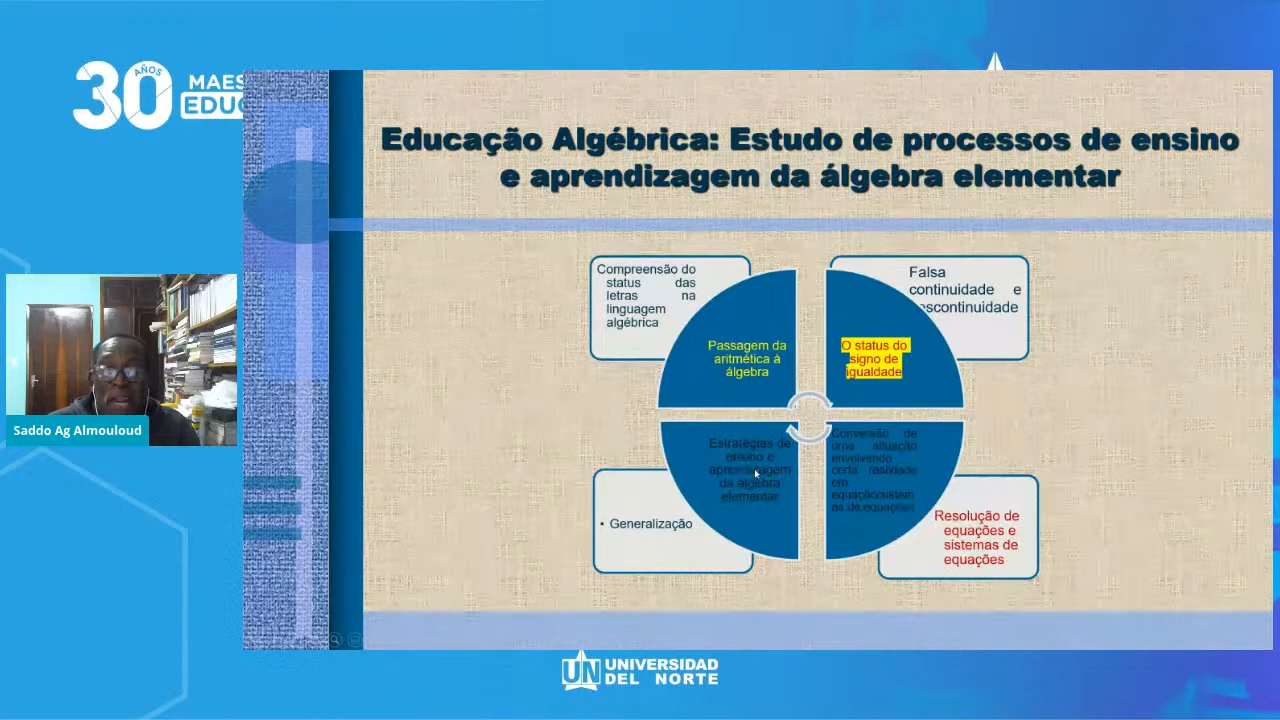 30
AÑOS
MAES
EDUC
Educação Algébrica: Estudo de processos de ensino
e aprendizagem da álgebra elementar
Compreensão do
status das
letras na
linguagem
algébrica
Falsa
continuidade e
escontinuidade
Passagem da
aritmética á
álgebra
O status do
signo de
igualdade
Estratégias de
ensino e
aprendizagem
da álgebra
elementar
Conversão de
uma situação
envolvendo
certa realidade
em
equação/sistem
as de equações
• Generalização
Resolução de
equações e
sistemas de
equações
Saddo Ag Almouloud
UN UNIVERSIDAD
DEL NORTE